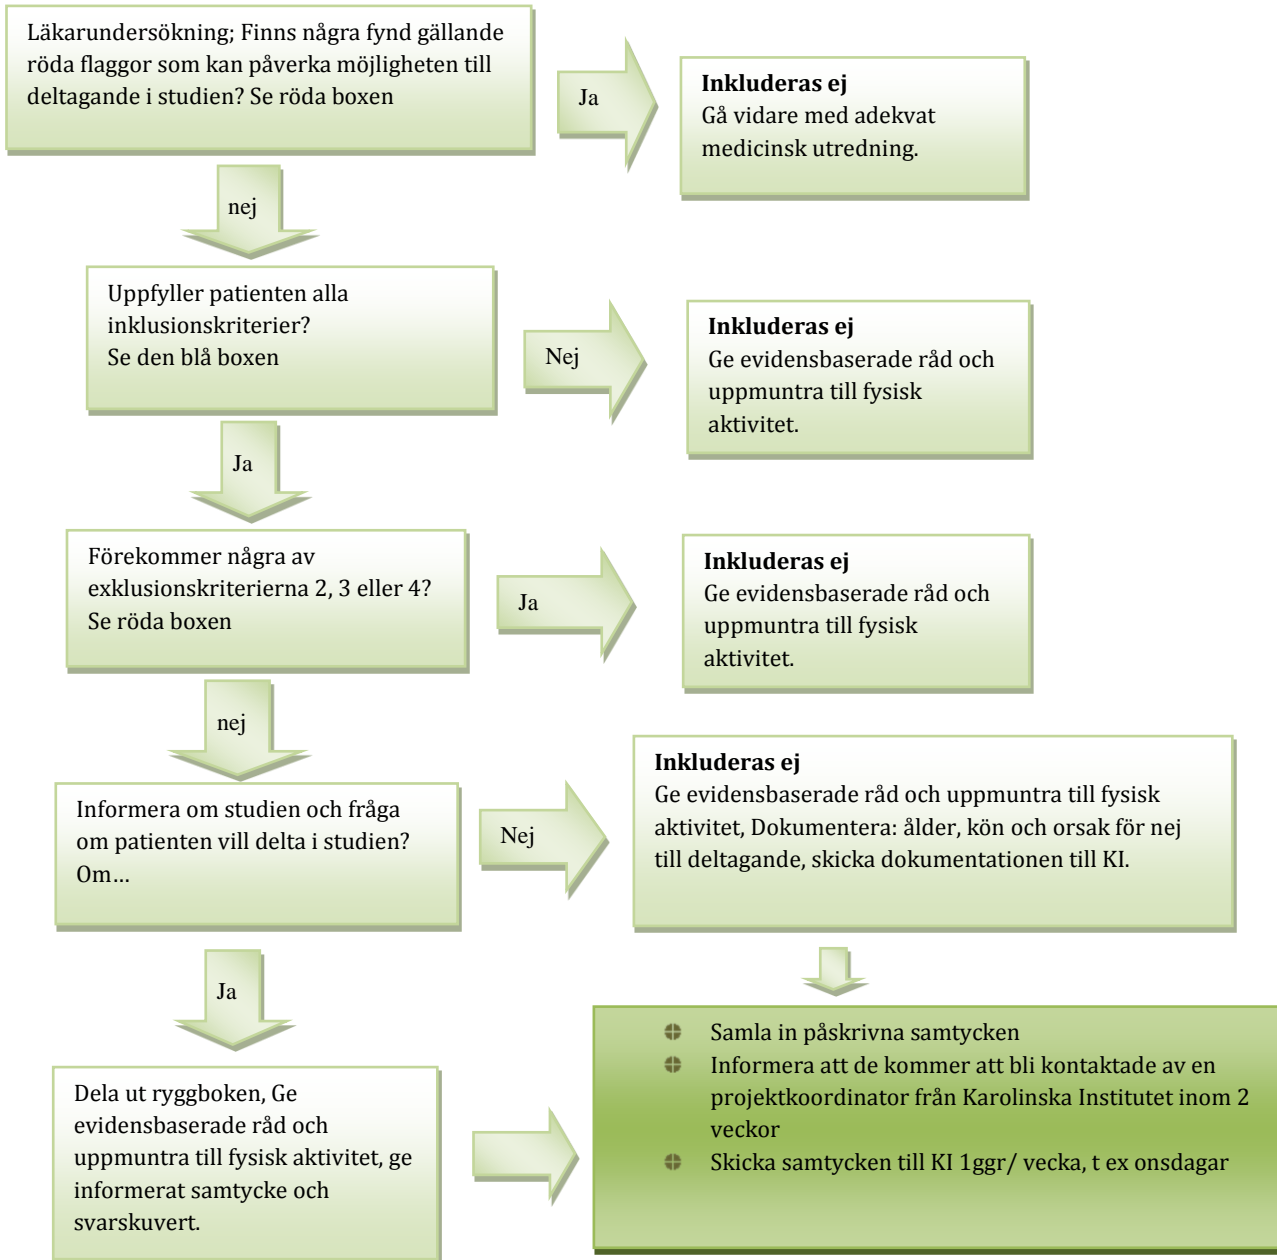 Läkarundersökning; Finns några fynd gällande
röda flaggor som kan påverka möjligheten till
deltagande i studien? Se röda boxen
Ja
Inkluderas ej
Gå vidare med adekvat
medicinsk utredning.
nej
Uppfyller patienten alla
inklusionskriterier?
Se den blå boxen
Nej
Inkluderas ej
Ge evidensbaserade råd och
uppmuntra till fysisk
aktivitet.
Ja
Förekommer några av
exklusionskriterierna 2, 3 eller 4?
Se röda boxen
Ja
Inkluderas ej
Ge evidensbaserade råd och
uppmuntra till fysisk
aktivitet.
nej
Informera om studien och fråga
om patienten vill delta i studien?
Om…
Nej
Inkluderas ej
Ge evidensbaserade råd och uppmuntra till fysisk
aktivitet, Dokumentera: ålder, kön och orsak för nej
till deltagande, skicka dokumentationen till KI.
Ja
Dela ut ryggboken, Ge
evidensbaserade råd och
uppmuntra till fysisk aktivitet, ge
informerat samtycke och
svarskuvert.
Samla in påskrivna samtycken
Informera att de kommer att bli kontaktade av en
projektkoordinator från Karolinska Institutet inom 2
veckor
Skicka samtycken till KI 1ggr/ vecka, t ex onsdagar